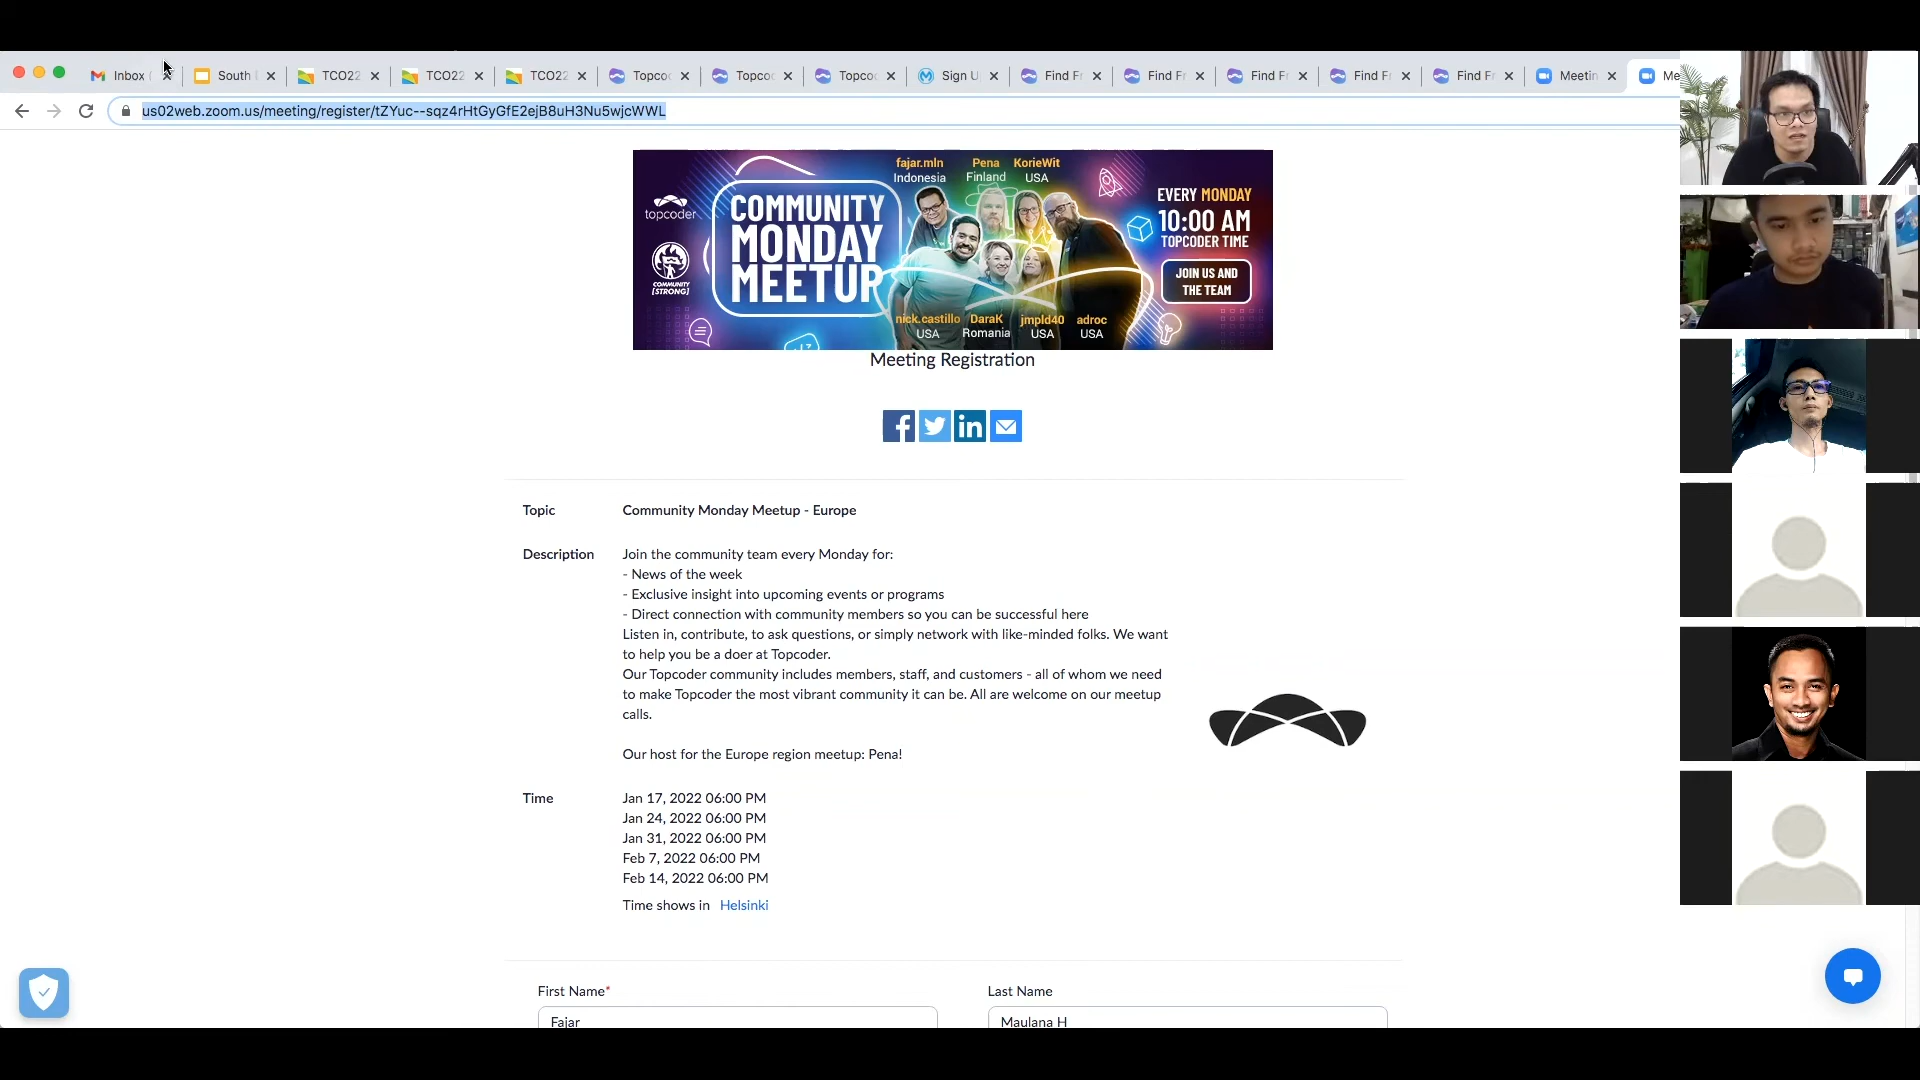 Inbox (
South
TCO22
TCO22
TCO22
Topco
Topco
Topco
Sign U
Find Fr
Find Fr
Find Fr
Find Fr
Find Fr
Meetin
Me
us02web.zoom.us/meeting/register/tZYuc--sqz4rHtGyGfE2ejB8uH3Nu5wjcWWL
topcoder
COMMUNITY
[STRONG]
COMMUNITY
MONDAY
MEETUP
fajar.mln
Indonesia
Pena
Finland
KorieWit
USA
nick.castillo
USA
DaraK
Romania
jmpld40
USA
adroc
USA
EVERY MONDAY
10:00 AM
TOPCODER TIME
JOIN US AND
THE TEAM
Meeting Registration
Topic
Community Monday Meetup - Europe
Description
Join the community team every Monday for:
- News of the week
- Exclusive insight into upcoming events or programs
- Direct connection with community members so you can be successful here
Listen in, contribute, to ask questions, or simply network with like-minded folks. We want
to help you be a doer at Topcoder.
Our Topcoder community includes members, staff, and customers - all of whom we need
to make Topcoder the most vibrant community it can be. All are welcome on our meetup
calls.
Our host for the Europe region meetup: Pena!
Time
Jan 17, 2022 06:00 PM
Jan 24, 2022 06:00 PM
Jan 31, 2022 06:00 PM
Feb 7, 2022 06:00 PM
Feb 14, 2022 06:00 PM
Time shows in Helsinki
First Name*
Last Name
Fajar
Maulana H